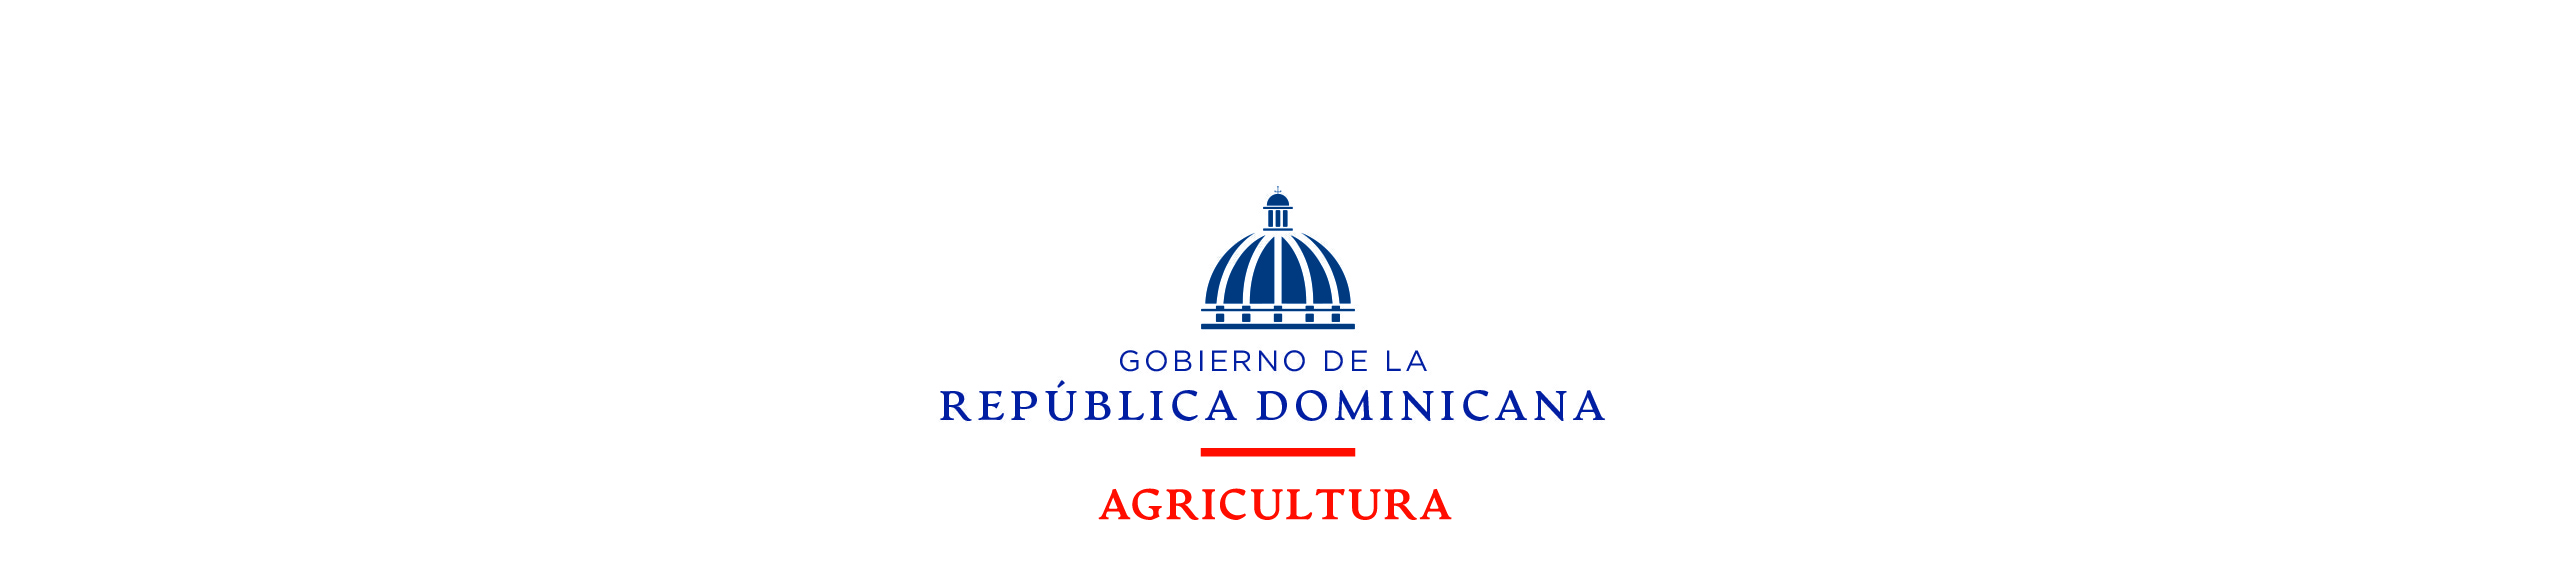 GOBIERNO DE LA
REPÚBLICA DOMINICANA
AGRICULTURA